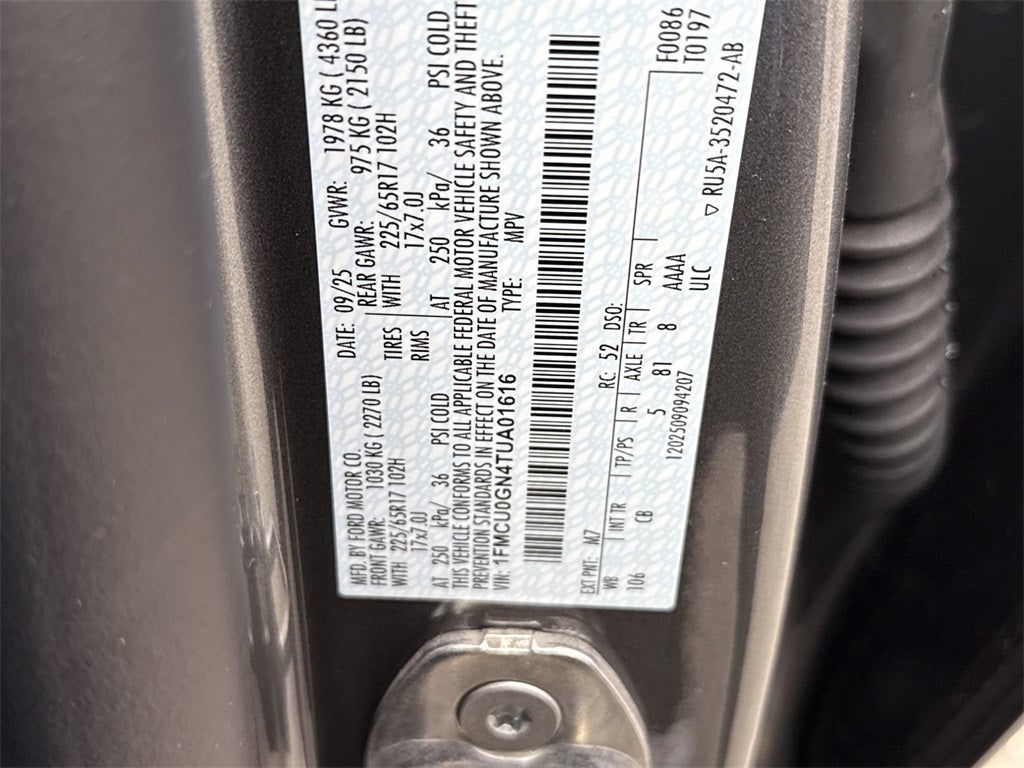 MFD. BY FORD MOTOR CO. DATE: 09/25 GVWR: 1978 KG ( 4360 L
FRONT GAWR: 1030 KG ( 2270 LB) REAR GAWR: 975 KG ( 2150 LB)
WITH 225/65R17 102H TIRES WITH 225/65R17 102H
17x7.0J RIMS 17x7.0J
AT 250 kPa/ 36 PSI COLD AT 250 kPa/ 36 PSI COLD
THIS VEHICLE CONFORMS TO ALL APPLICABLE FEDERAL MOTOR VEHICLE SAFETY AND THEFT
PREVENTION STANDARDS IN EFFECT ON THE DATE OF MANUFACTURE SHOWN ABOVE.
VIN: 1FMCU0GN4TUA01616 TYPE: MPV
EXT PNT: M7 RC: 52 DSO: F0086
WB INTTR TP/PS R AXLE TR SPR T0197
106 CB 5 81 8 AAAA
ULC
1202509094207 ▽ RU5A-3520472-AB